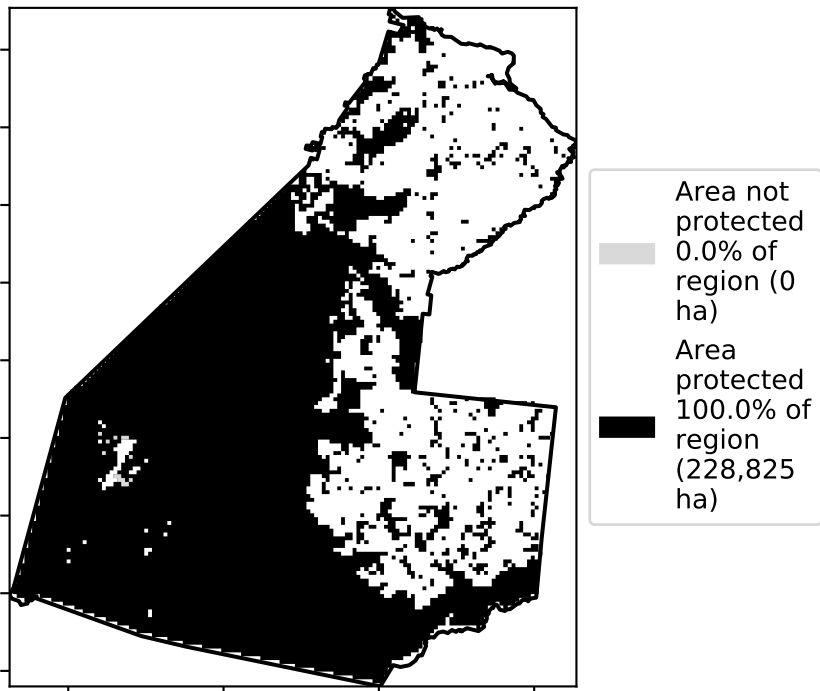 Area not
protected
0.0% of
region (0
ha)
Area
protected
100.0% of
region
(228,825
ha)